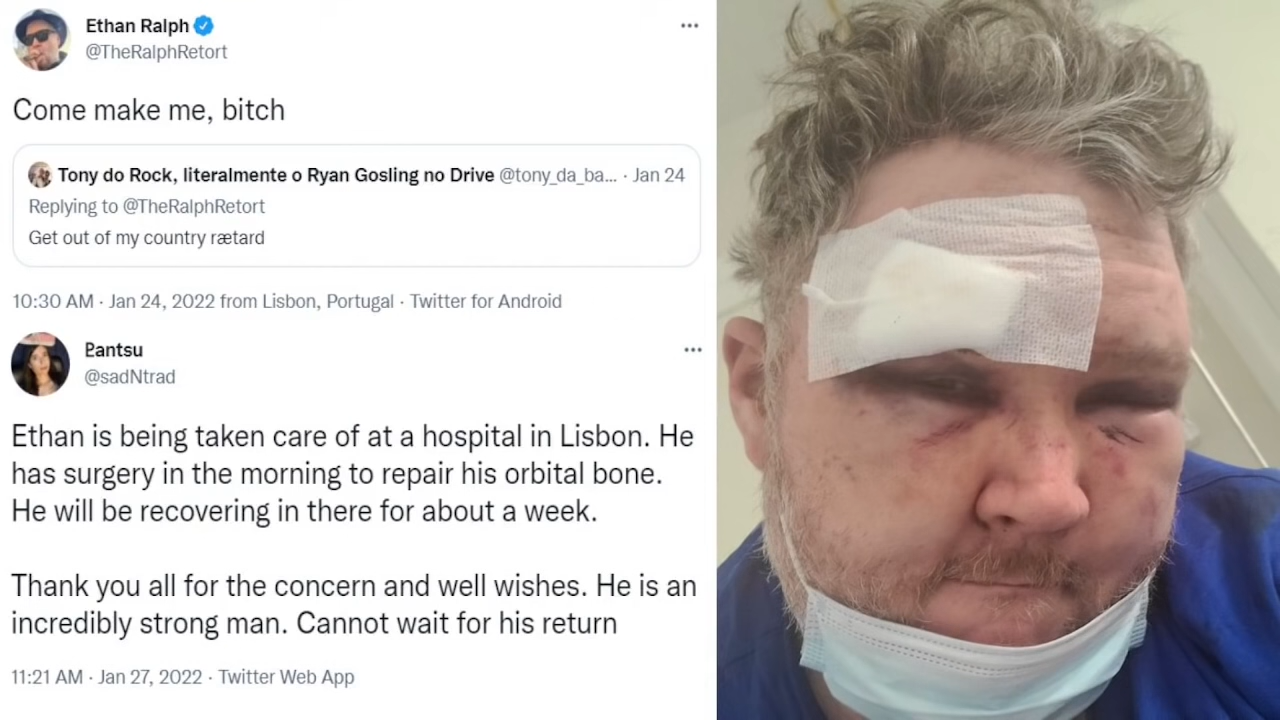 Ethan Ralph
@TheRalphRetort
Come make me, bitch
Tony do Rock, literalmente o Ryan Gosling no Drive @tony_da_ba... · Jan 24
Replying to @TheRalphRetort
Get out of my country rætard
10:30 AM · Jan 24, 2022 from Lisbon, Portugal · Twitter for Android
₤antsu
@sadNtrad
Ethan is being taken care of at a hospital in Lisbon. He
has surgery in the morning to repair his orbital bone.
He will be recovering in there for about a week.
Thank you all for the concern and well wishes. He is an
incredibly strong man. Cannot wait for his return
11:21 AM · Jan 27, 2022 · Twitter Web App